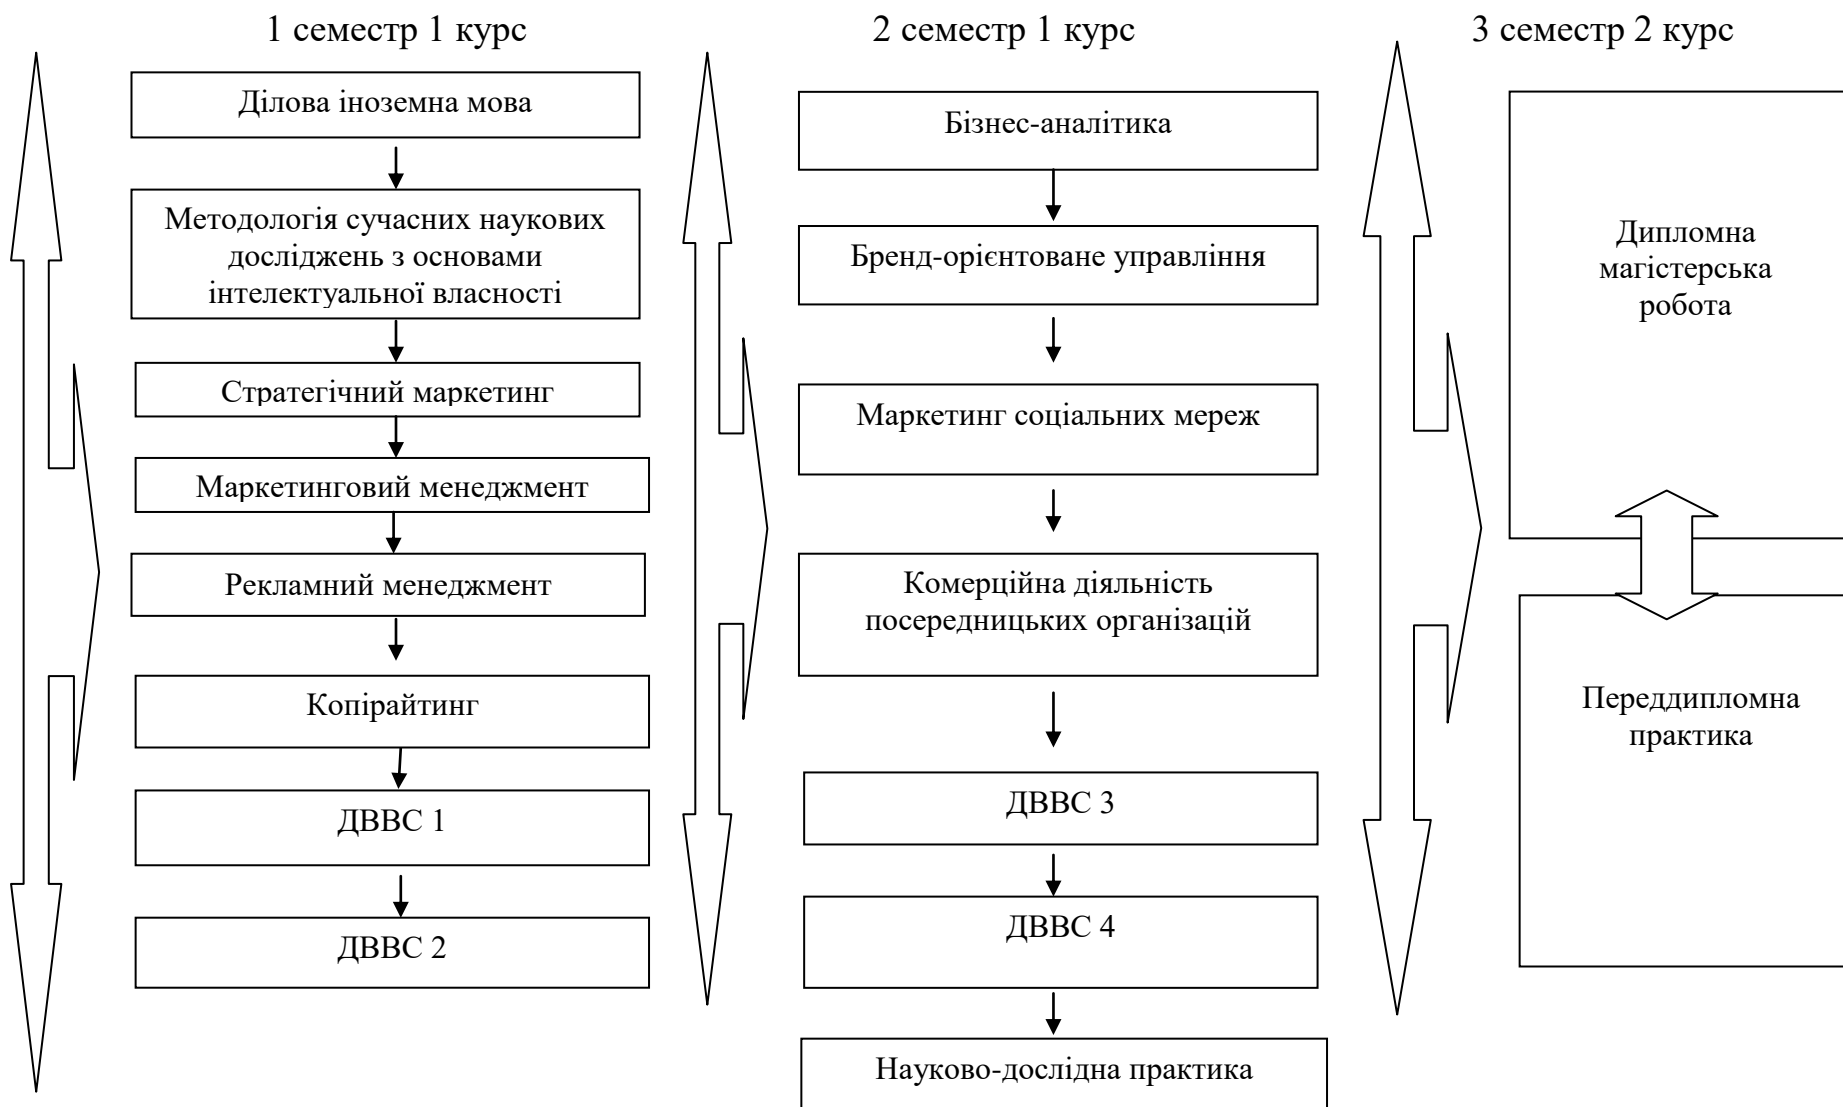 1 семестр 1 курс
2 семестр 1 курс
3 семестр 2 курс
Ділова іноземна мова
Методологія сучасних наукових
досліджень з основами
інтелектуальної власності
Стратегічний маркетинг
Маркетинговий менеджмент
Рекламний менеджмент
Копірайтинг
ДВВС 1
ДВВС 2
Бізнес-аналітика
Бренд-орієнтоване управління
Маркетинг соціальних мереж
Комерційна діяльність
посередницьких організацій
ДВВС 3
ДВВС 4
Науково-дослідна практика
Дипломна
магістерська
робота
Переддипломна
практика